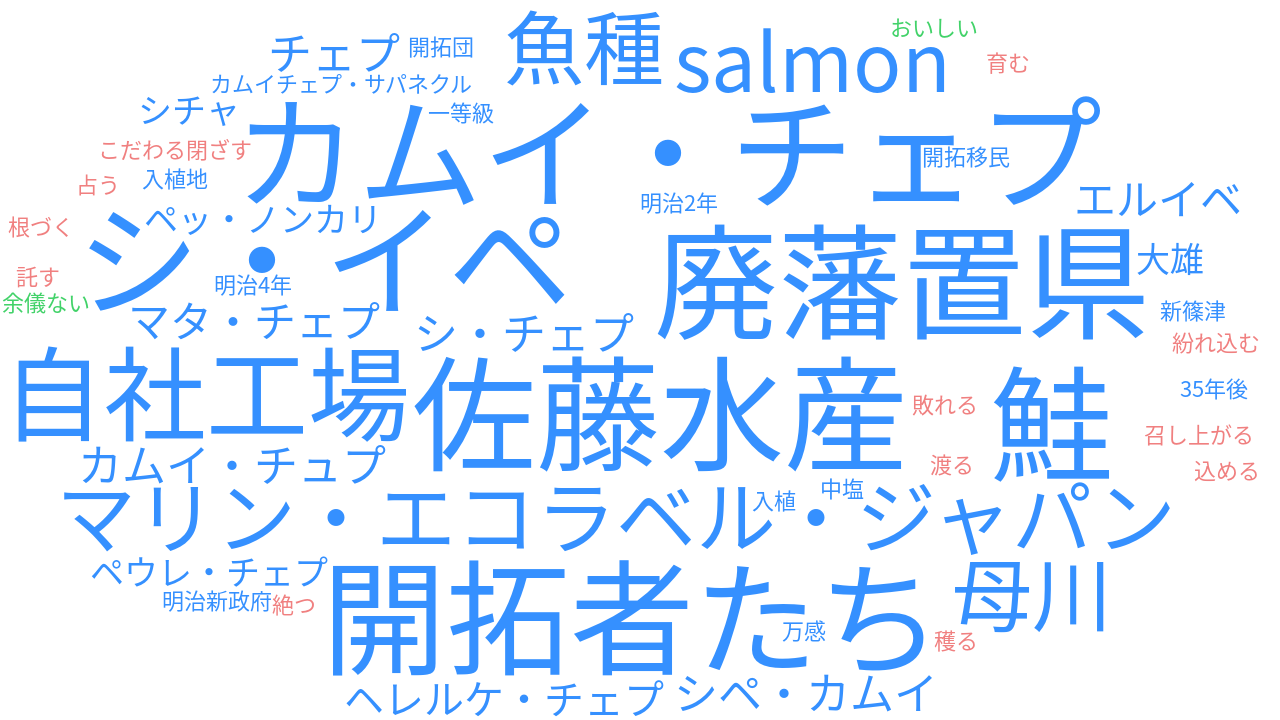 おいしい
魚種
salmon
チェプ
開拓団
育む
カムイチェプ・サパネクル
シチャ
一等級
カムイ・チェプ
こだわる閉ざす
開拓移民
占う
入植地
明治2年
エルイベ
根づく
ペッ・ノンカリ
シ・イペ
廃藩置県
大雄
託す
明治4年
余儀ない
新篠津
マタ・チェプ
シ・チェプ
紛れ込む
自社工場
佐藤水産
鮭
35年後
敗れる
召し上がる
カムイ・チュプ
渡る
込める
マリン・エコラベル・ジャパン
入植
中塩
ペウレ・チェプ
開拓者たち
母川
明治新政府
絶つ
万感
穫る
ヘレルケ・チェプ
シペ・カムイ